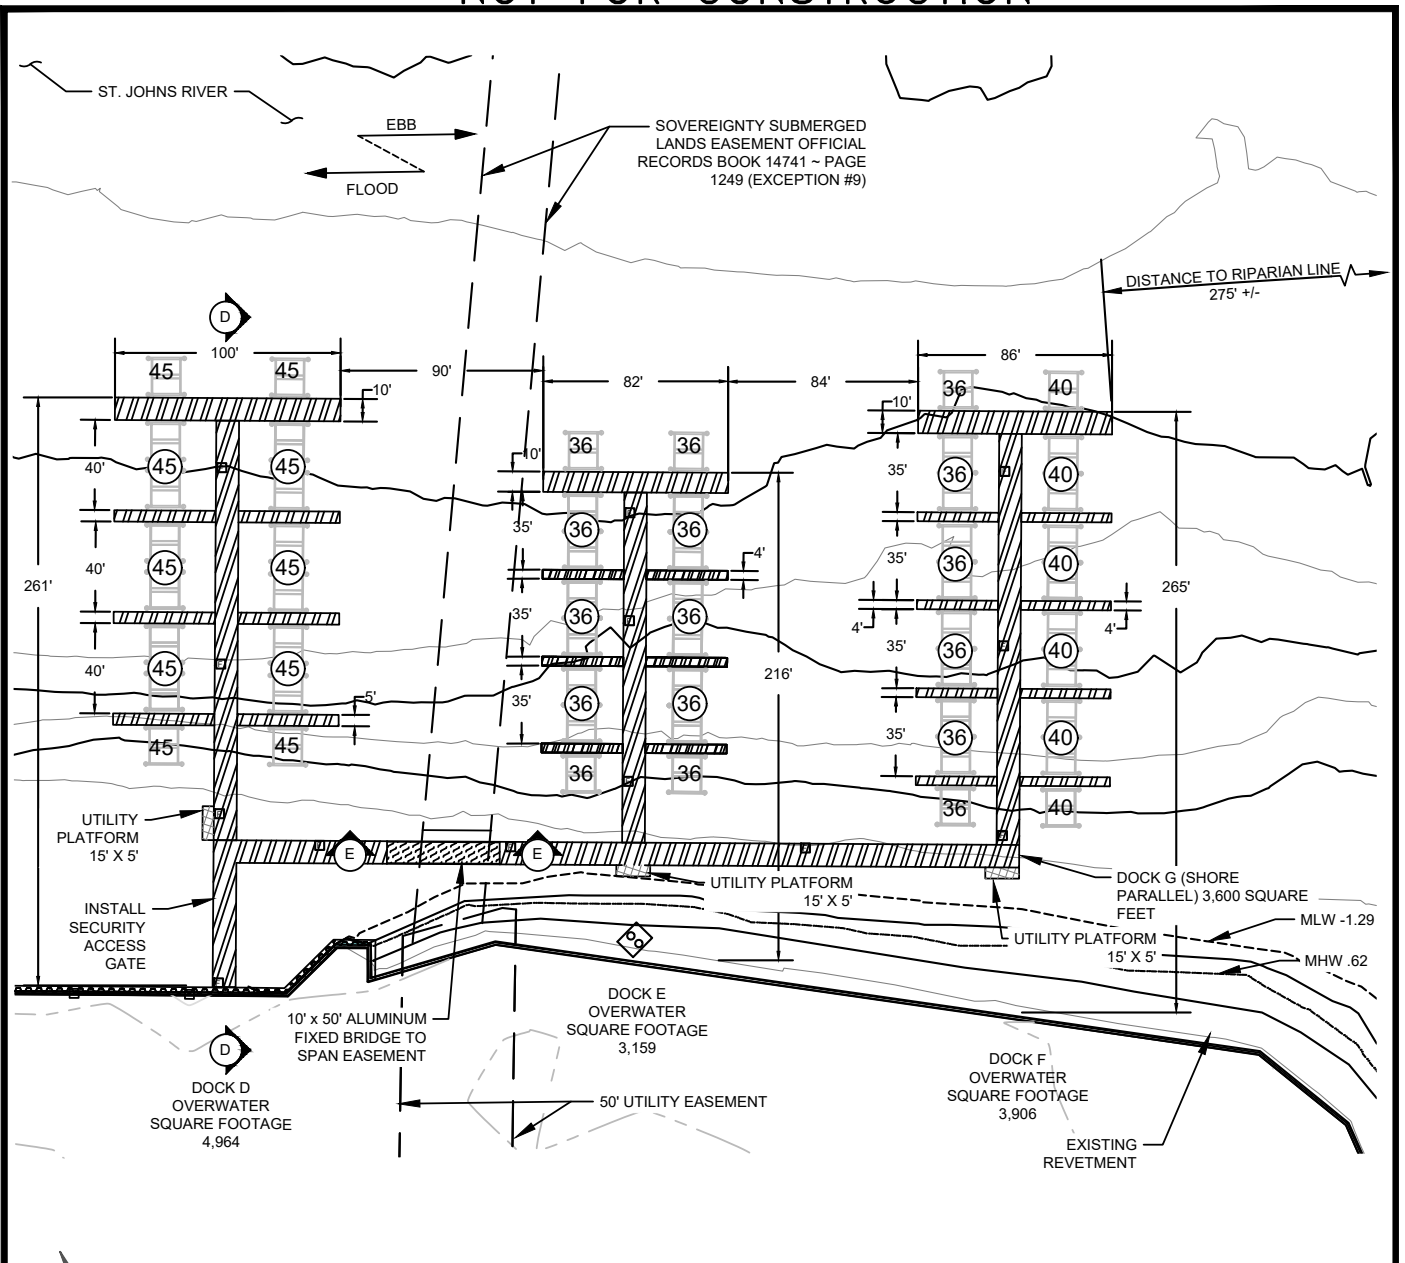 NOT FOR CONSTRUCTION
ST. JOHNS RIVER
EBB
FLOOD
SOVEREIGNTY SUBMERGED
LANDS EASEMENT OFFICIAL
RECORDS BOOK 14741 ~ PAGE
1249 (EXCEPTION #9)
DISTANCE TO RIPARIAN LINE
275' +/-
D
100'
90'
82'
84'
86'
45 45
10'
36 40
10'
40'
45 45
36 36
10'
35'
36 40
35'
36 36
40'
45 45
4'
35'
36 40
261'
265'
35'
36 36
4'
4'
40'
45 45
35'
36 40
216'
5'
35'
36 36
45 45
35'
36 40
36 36
36 40
UTILITY
PLATFORM
15' X 5'
E
E
UTILITY PLATFORM
15' X 5'
DOCK G (SHORE
PARALLEL) 3,600 SQUARE
FEET
INSTALL
SECURITY
ACCESS
GATE
MLW -1.29
UTILITY PLATFORM
15' X 5'
MHW .62
10' x 50' ALUMINUM
FIXED BRIDGE TO
SPAN EASEMENT
DOCK E
OVERWATER
SQUARE FOOTAGE
3,159
D
DOCK D
OVERWATER
SQUARE FOOTAGE
4,964
DOCK F
OVERWATER
SQUARE FOOTAGE
3,906
50' UTILITY EASEMENT
EXISTING
REVETMENT